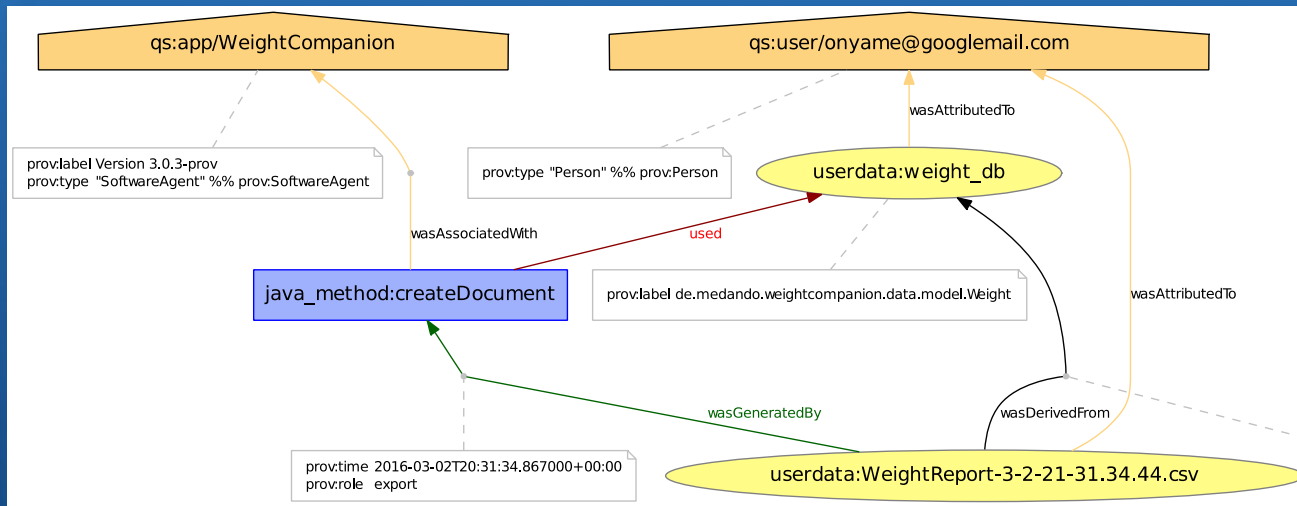 qs:app/WeightCompanion
qs:user/onyame@googlemail.com
wasAttributedTo
prov:label Version 3.0.3-prov
prov:type "SoftwareAgent" %% prov:SoftwareAgent
prov:type "Person" %% prov:Person
userdata:weight_db
wasAssociatedWith
used
java_method:createDocument
prov:label de.medando.weightcompanion.data.model.Weight
wasAttributedTo
wasGeneratedBy
wasDerivedFrom
prov:time 2016-03-02T20:31:34.867000+00:00
prov:role export
userdata:WeightReport-3-2-21-31.34.44.csv